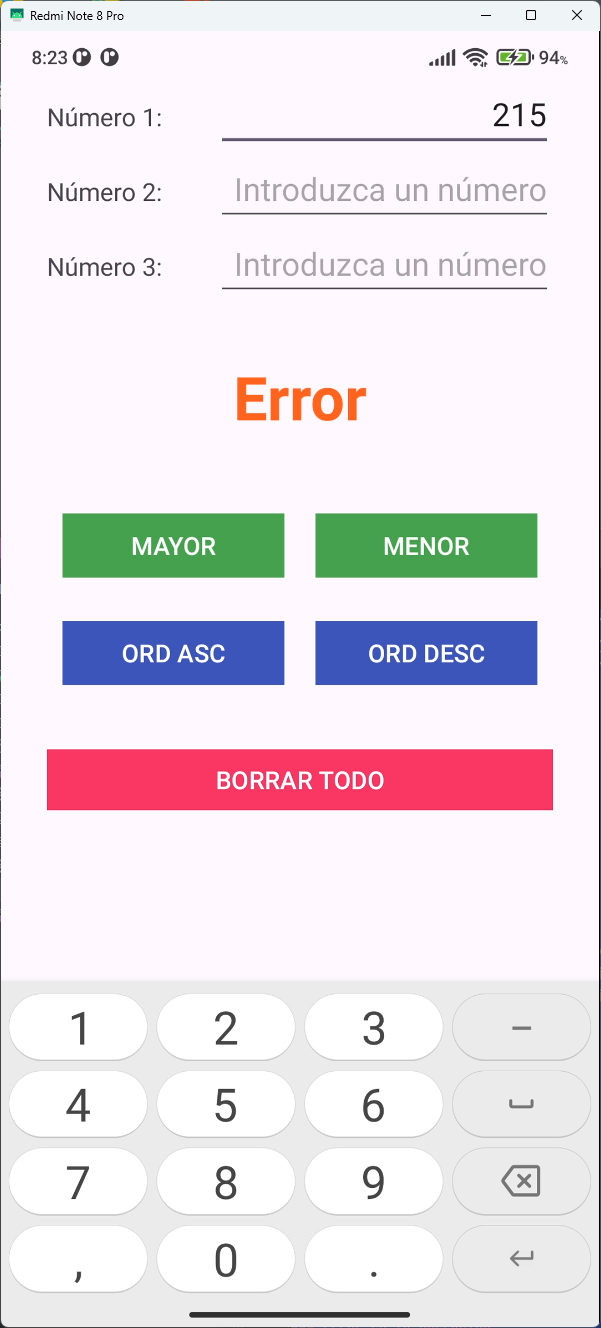 Redmi Note 8 Pro
8:23 94%
Número 1: 215
Número 2: Introduzca un número
Número 3: Introduzca un número
Error
MAYOR MENOR
ORD ASC ORD DESC
BORRAR TODO
1 2 3 –
4 5 6
7 8 9
, 0 .